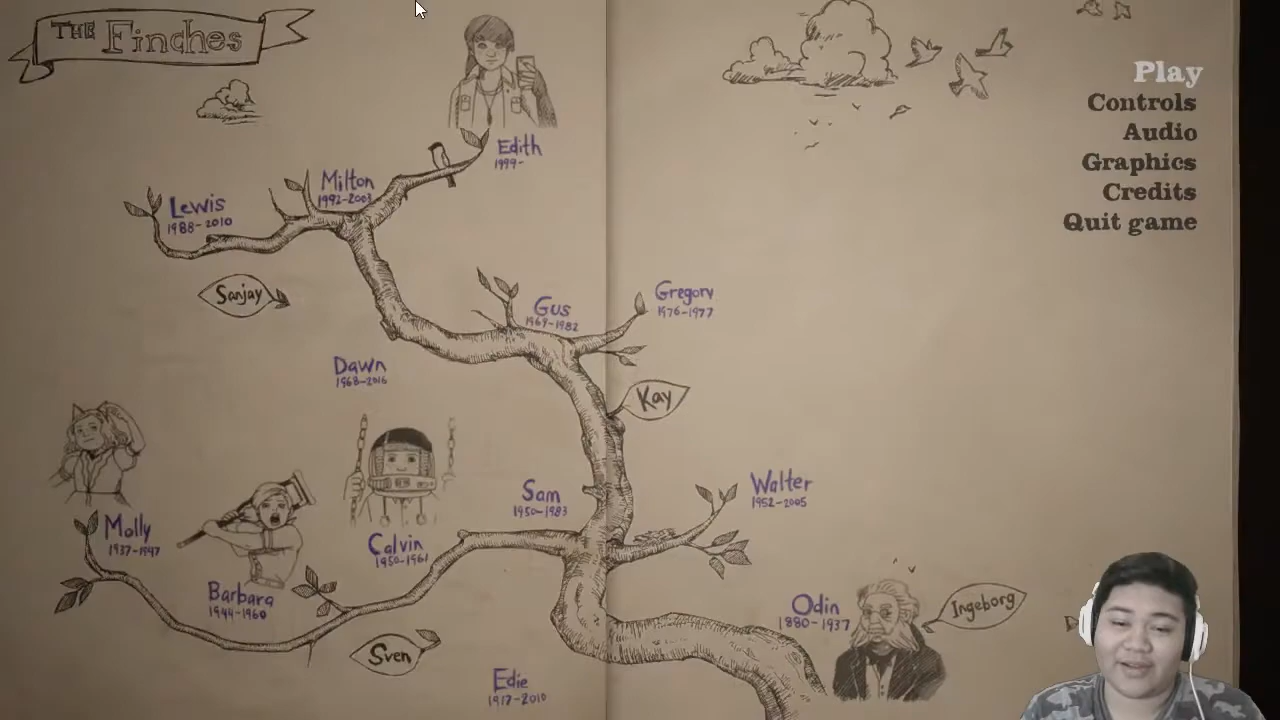 THE Finches
Play
Controls
Audio
Graphics
Credits
Quit game
Edith
1999-
Milton
1992-2003
Lewis
1988-2010
Sanjay
Gus
1969-1982
Gregory
1976-1977
Dawn
1968-2016
Kay
Sam
1950-1983
Walter
1952-2005
Molly
1937-1947
Calvin
1950-1961
Barbara
1944-1960
Sven
Odin
1880-1937
Ingeborg
Edie
1917-2010